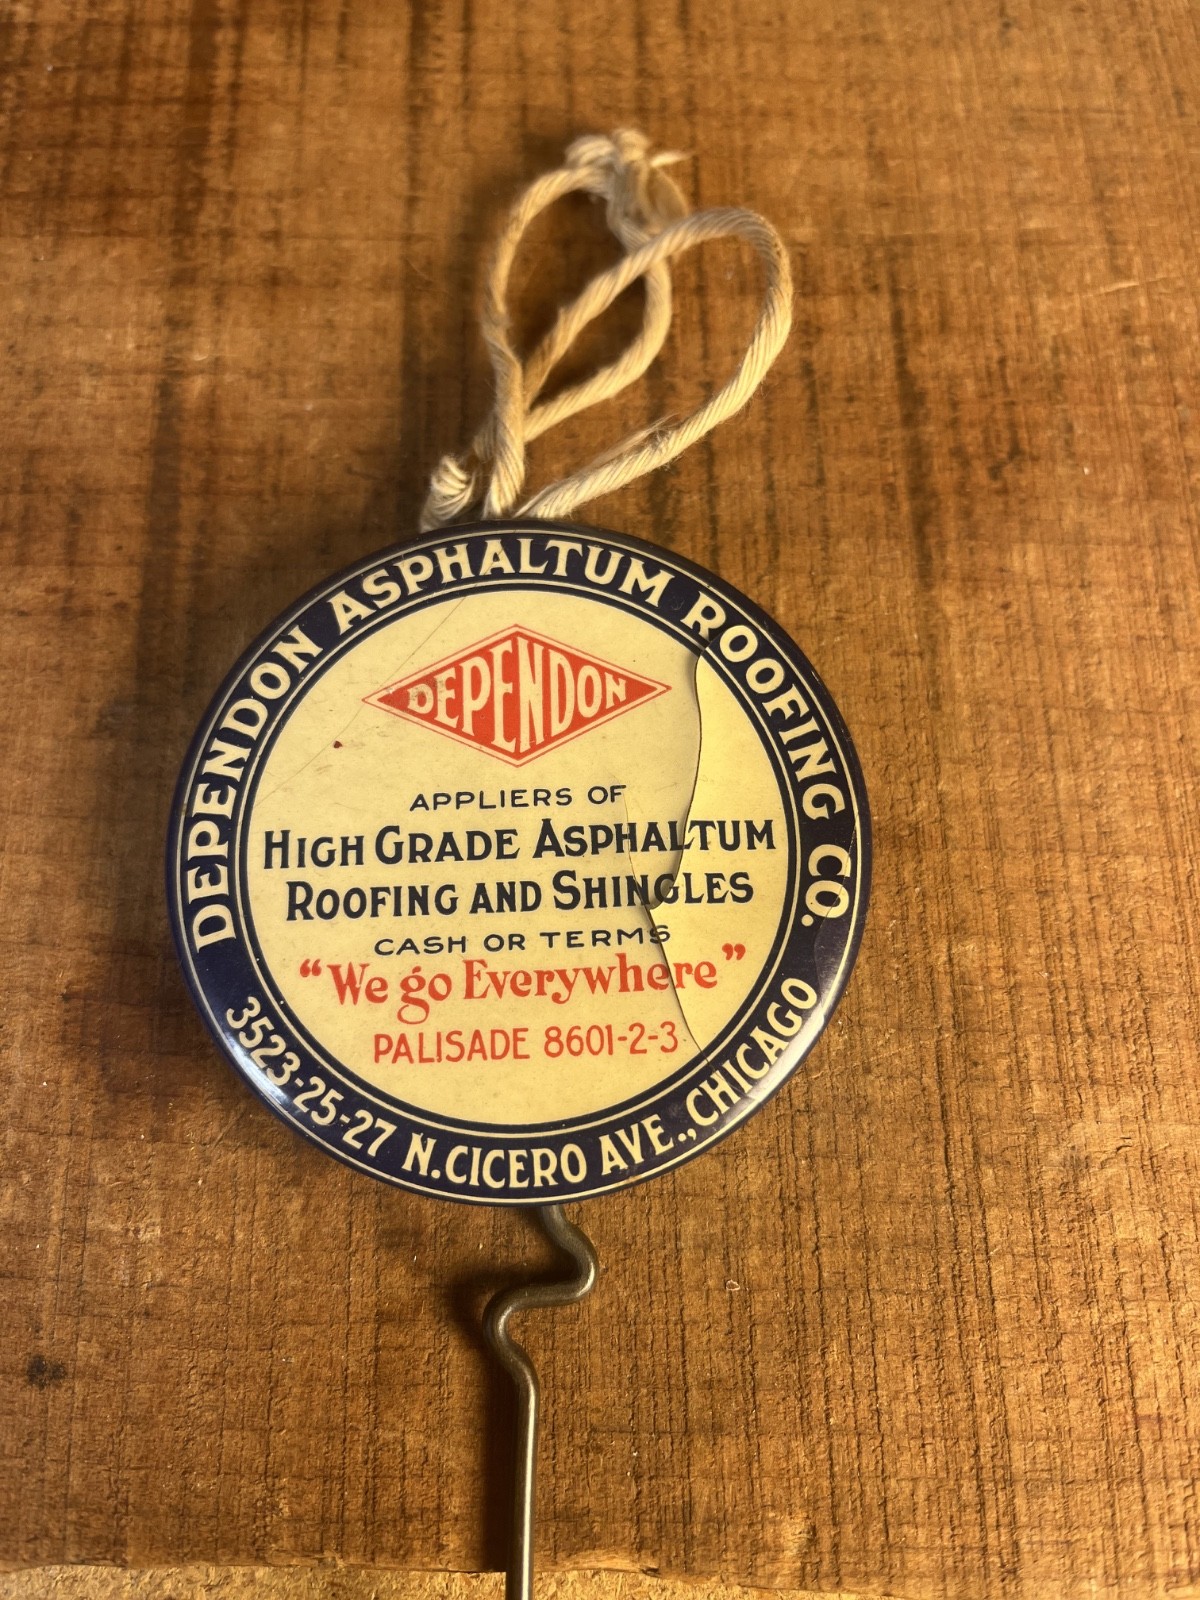 DEPENDON ASPHALTUM ROOFING CO.
DEPENDON
APPLIERS OF
HIGH GRADE ASPHALTUM
ROOFING AND SHINGLES
CASH OR TERMS
"We go Everywhere"
PALISADE 8601-2-3
3523-25-27 N. CICERO AVE., CHICAGO